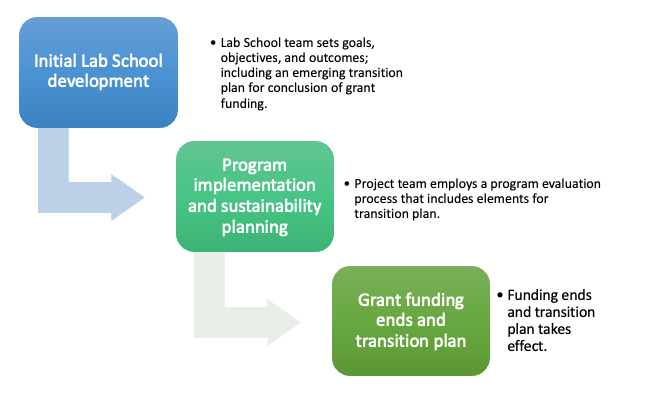 Initial Lab School
development
• Lab School team sets goals,
objectives, and outcomes;
including an emerging transition
plan for conclusion of grant
funding.
Program
implementation
and sustainability
planning
• Project team employs a program evaluation
process that includes elements for
transition plan.
Grant funding
ends and
transition plan
• Funding ends
and transition
plan takes
effect.